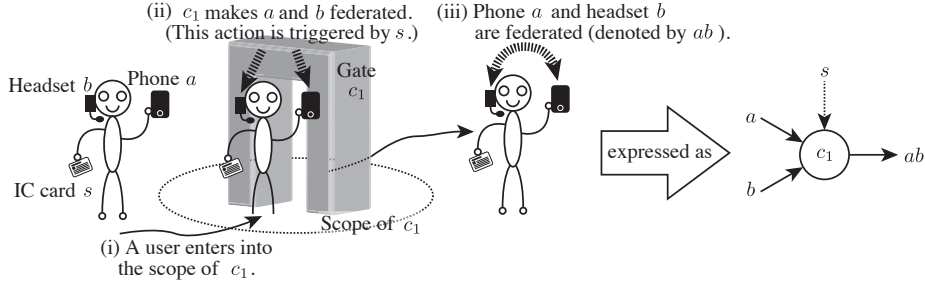 (ii) c₁ makes a and b federated.
(This action is triggered by s.)
(iii) Phone a and headset b
are federated (denoted by ab).
Headset b
Phone a
Gate
c₁
IC card s
Scope of c₁
(i) A user enters into
the scope of c₁.
expressed as
s
a
c₁
ab
b